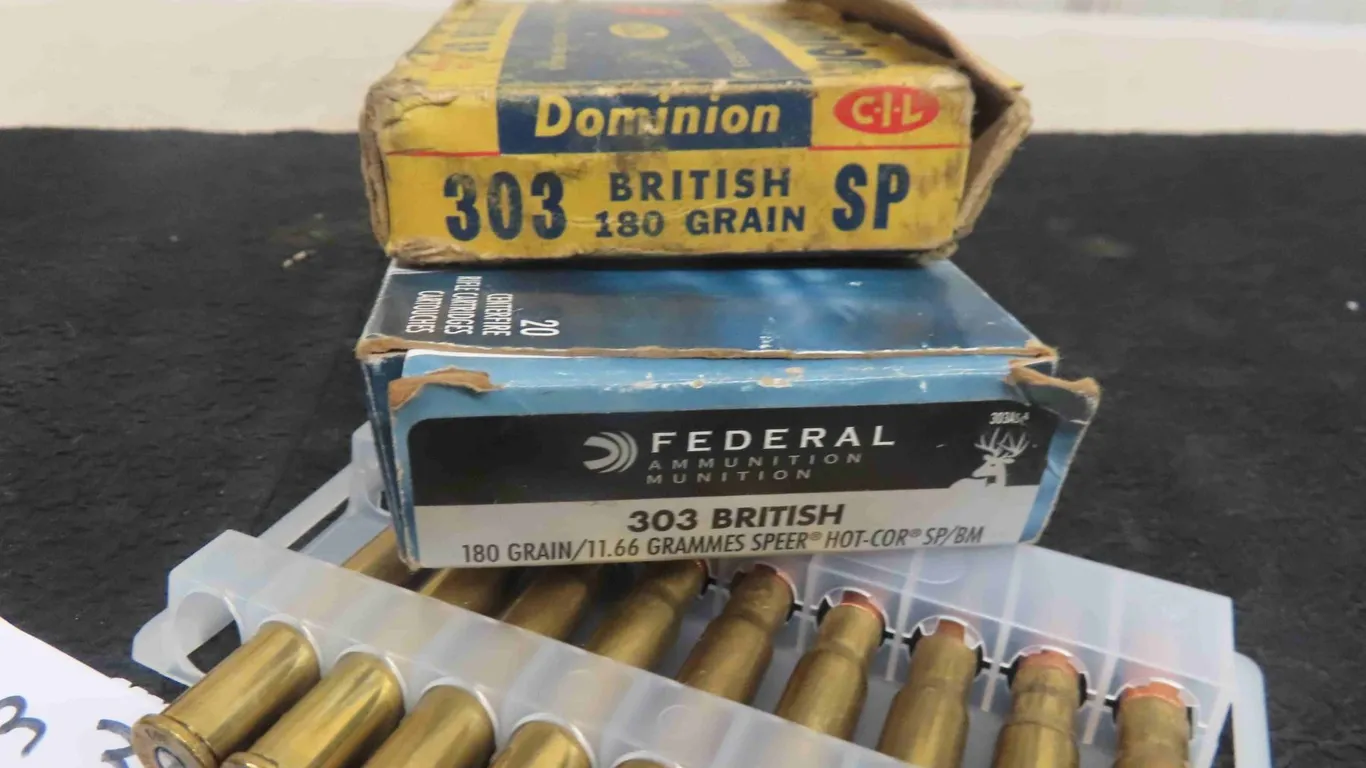 Dominion
C-I-L
303 BRITISH SP
180 GRAIN
20
CENTERFIRE
RIFLE CARTRIDGES
CARTOUCHES
FEDERAL
AMMUNITION
MUNITION
303 BRITISH
180 GRAIN/11.66 GRAMMES SPEER® HOT-COR® SP/BM
3